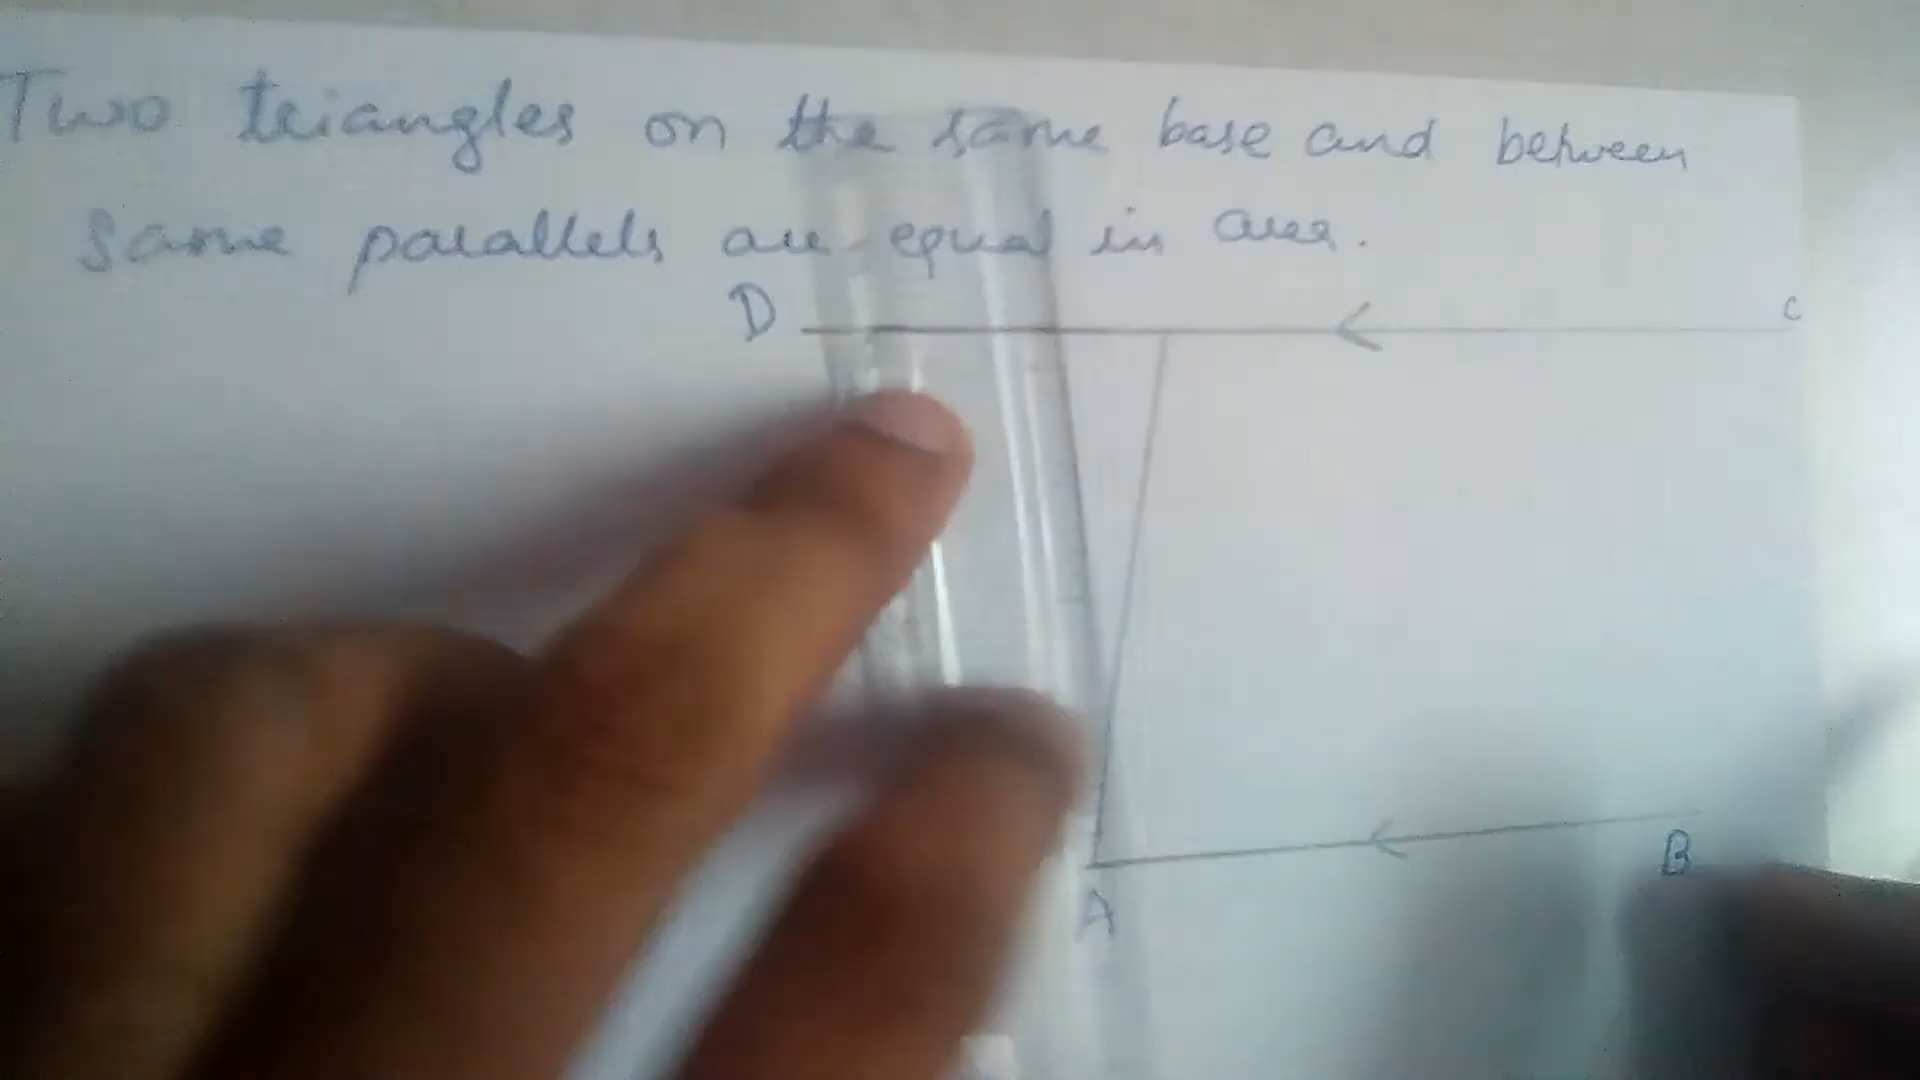 Two triangles on the same base and between
same parallels are equal in area.
D
C
B
A